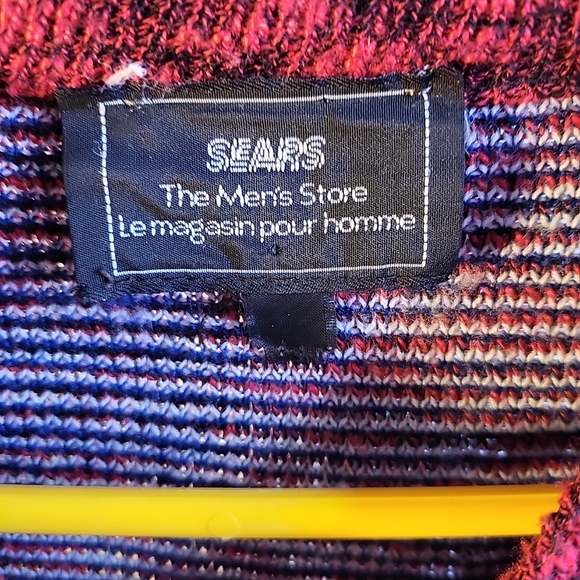 SEARS
The Men's Store
Le magasin pour homme